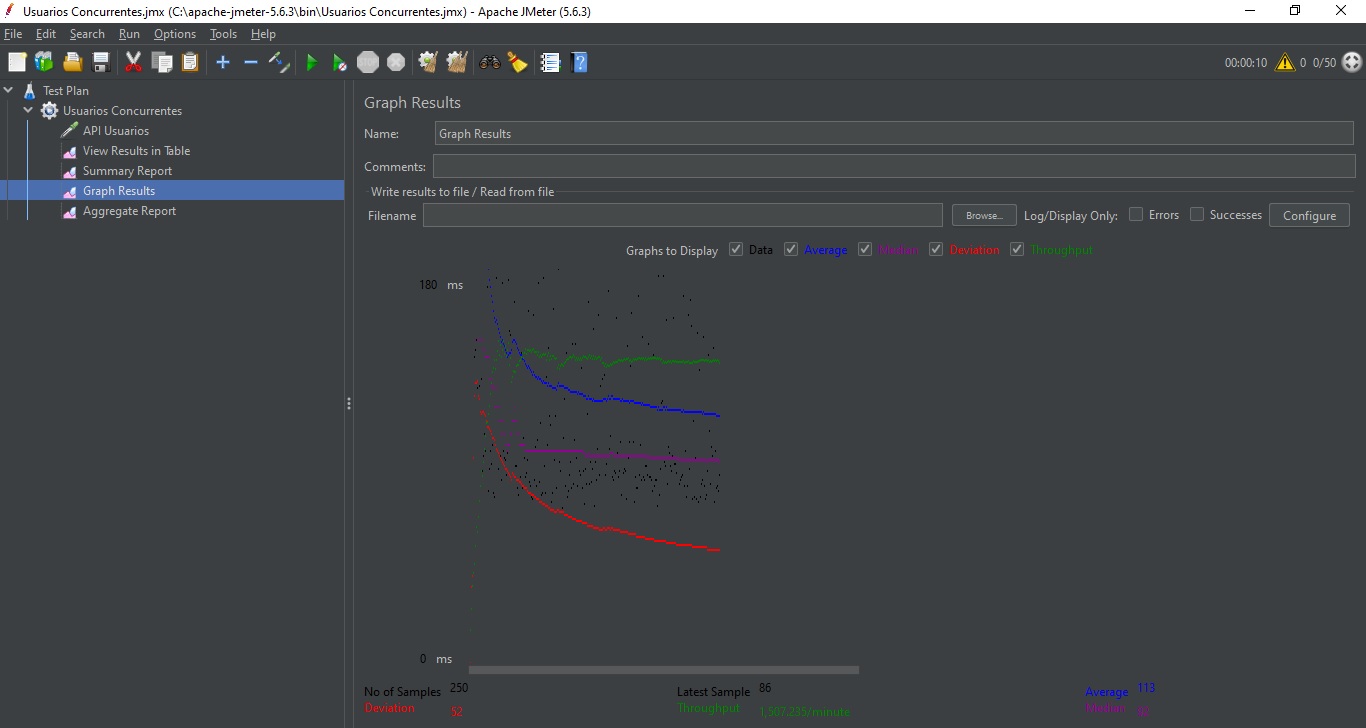 Usuarios Concurrentes.jmx (C:\apache-jmeter-5.6.3\bin\Usuarios Concurrentes.jmx) - Apache JMeter (5.6.3)
File Edit Search Run Options Tools Help
STOP 00:00:10 0 0/50
Test Plan
Usuarios Concurrentes
API Usuarios
View Results in Table
Summary Report
Graph Results
Aggregate Report
Graph Results
Name: Graph Results
Comments:
Write results to file / Read from file
Filename Browse... Log/Display Only: Errors Successes Configure
Graphs to Display Data Average Median Deviation Throughput
180 ms
0 ms
No of Samples 250 Latest Sample 86 Average 113
Deviation 52 Throughput 1,507.235/minute Median